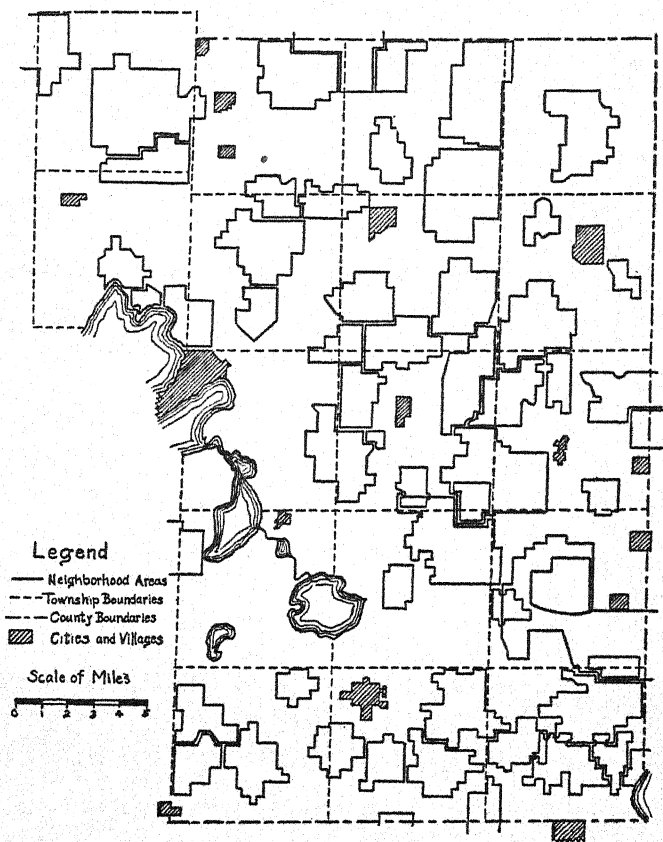 Legend
Neighborhood Areas
Township Boundaries
County Boundaries
Cities and Villages
Scale of Miles
0 1 2 3 4 5